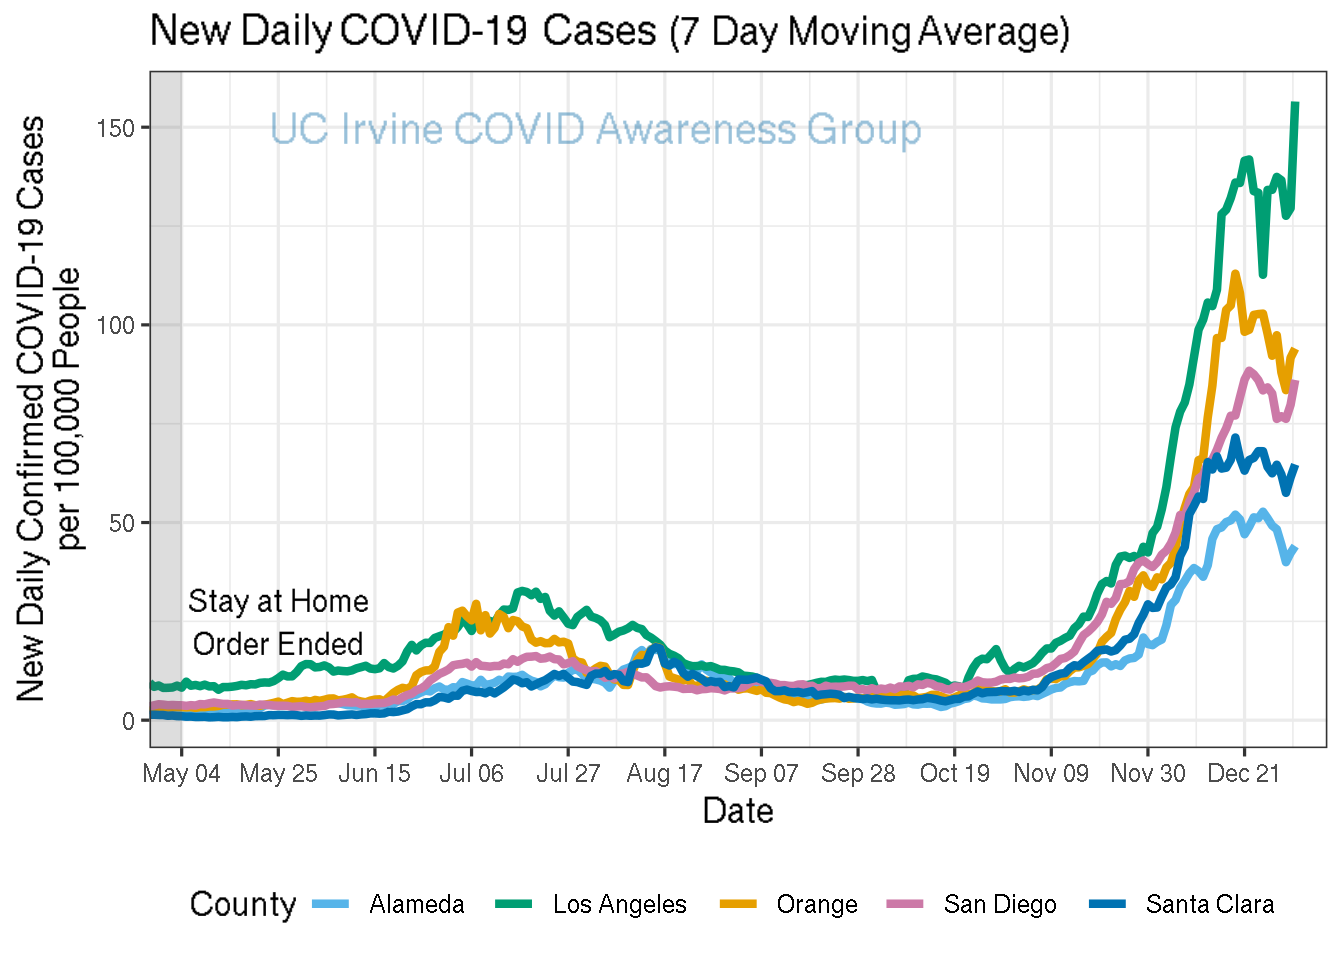 New Daily COVID-19 Cases (7 Day Moving Average)
UC Irvine COVID Awareness Group
New Daily Confirmed COVID-19 Cases
per 100,000 People
150
100
50
0
Stay at Home
Order Ended
May 04 May 25 Jun 15 Jul 06 Jul 27 Aug 17 Sep 07 Sep 28 Oct 19 Nov 09 Nov 30 Dec 21
Date
County Alameda Los Angeles Orange San Diego Santa Clara